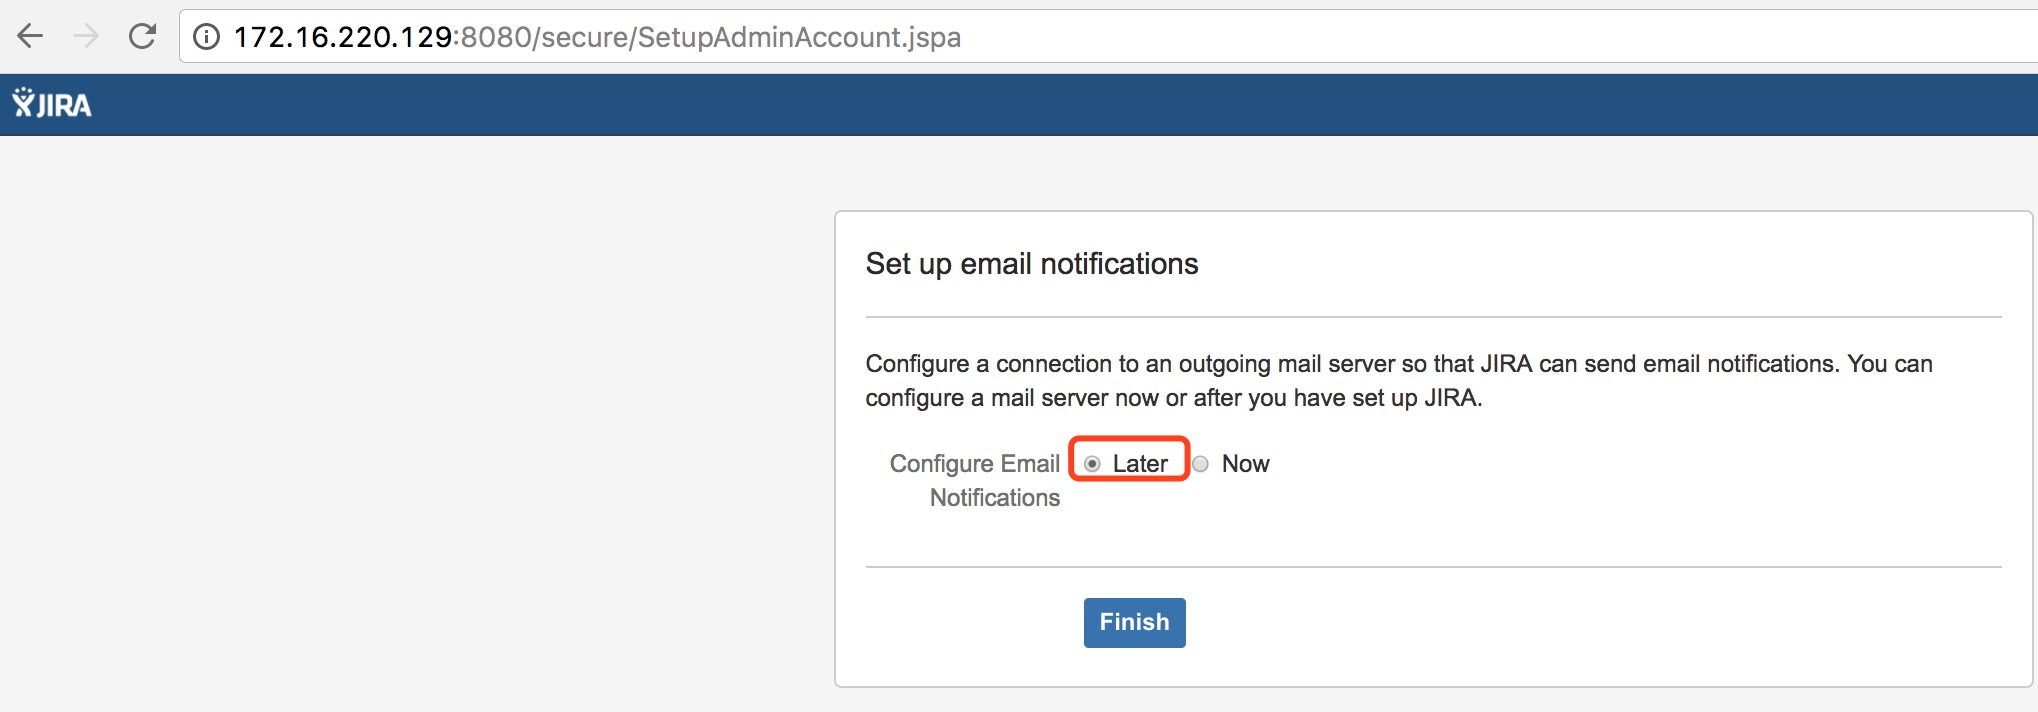 172.16.220.129:8080/secure/SetupAdminAccount.jspa
JIRA
Set up email notifications
Configure a connection to an outgoing mail server so that JIRA can send email notifications. You can
configure a mail server now or after you have set up JIRA.
Configure Email Later Now
Notifications
Finish